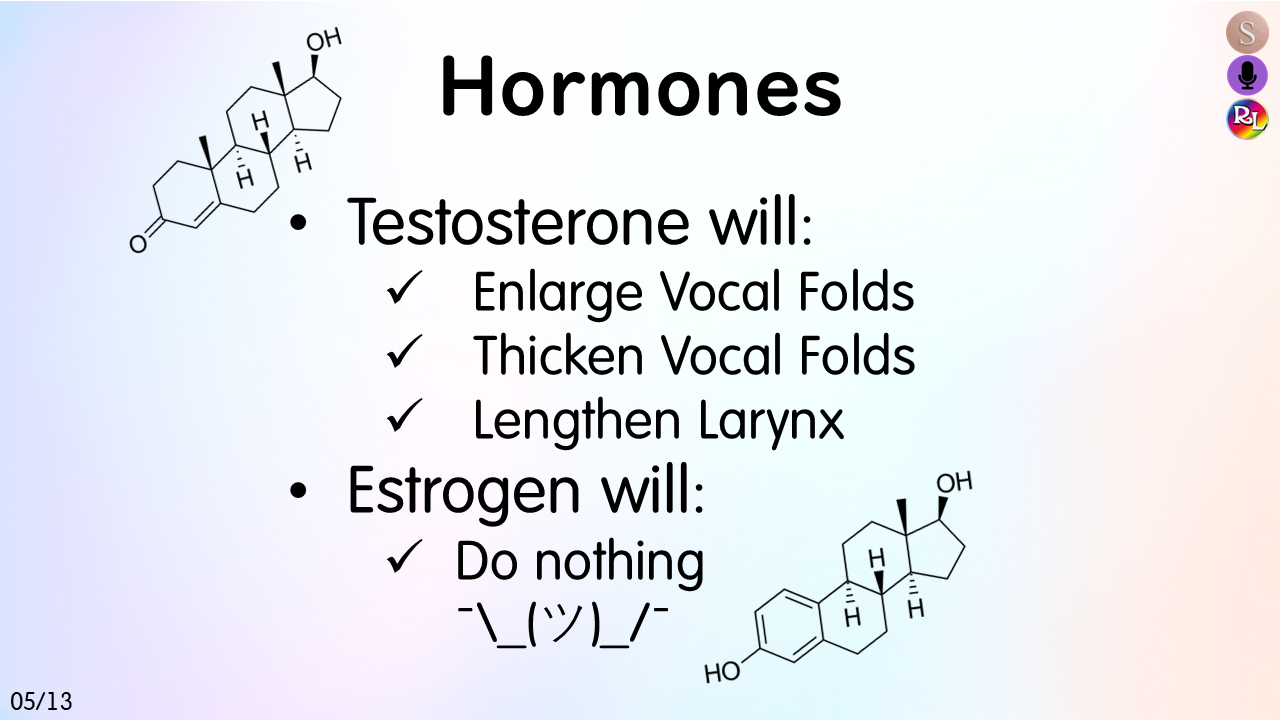 Hormones
S
RL
OH
H
H
H
O
• Testosterone will:
✓ Enlarge Vocal Folds
✓ Thicken Vocal Folds
✓ Lengthen Larynx
• Estrogen will:
✓ Do nothing
¯\_(ツ)_/¯
OH
H
H
H
HO
05/13